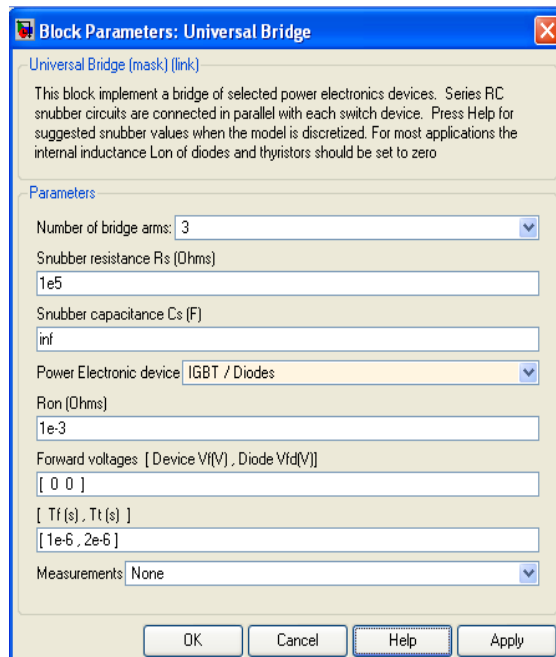 Block Parameters: Universal Bridge
Universal Bridge (mask) (link)
This block implement a bridge of selected power electronics devices. Series RC
snubber circuits are connected in parallel with each switch device. Press Help for
suggested snubber values when the model is discretized. For most applications the
internal inductance Lon of diodes and thyristors should be set to zero
Parameters
Number of bridge arms: 3
Snubber resistance Rs (Ohms)
1e5
Snubber capacitance Cs (F)
inf
Power Electronic device IGBT / Diodes
Ron (Ohms)
1e-3
Forward voltages [ Device Vf(V) , Diode Vfd(V)]
[ 0 0 ]
[ Tf (s) , Tt (s) ]
[ 1e-6 , 2e-6 ]
Measurements None
OK Cancel Help Apply